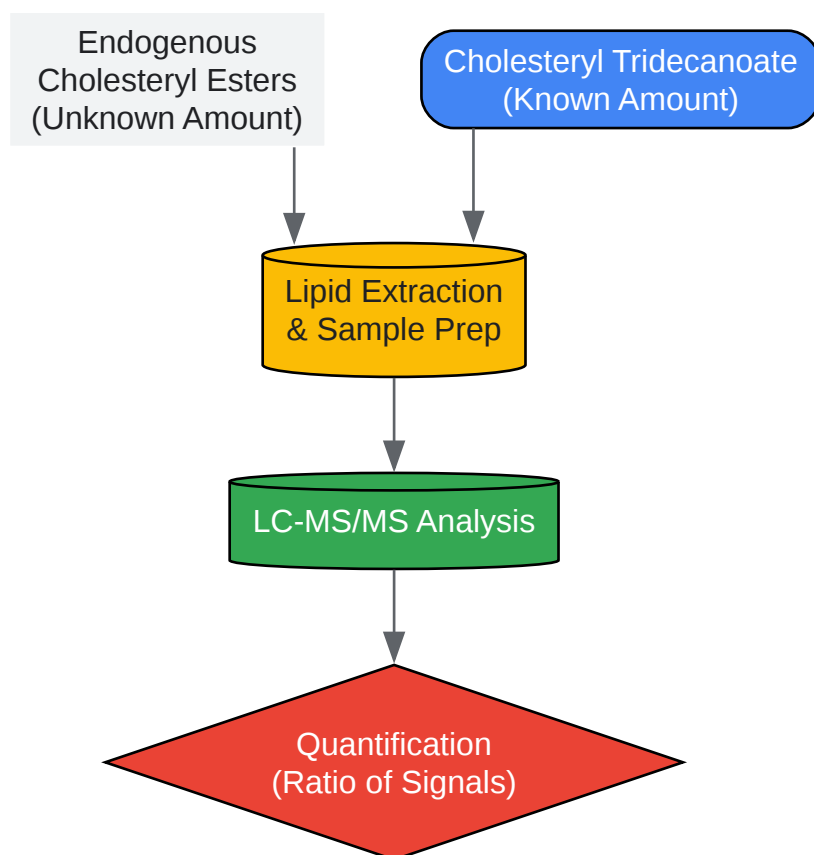 Endogenous
Cholesteryl Esters
(Unknown Amount)
Cholesteryl Tridecanoate
(Known Amount)
Lipid Extraction
& Sample Prep
LC-MS/MS Analysis
Quantification
(Ratio of Signals)